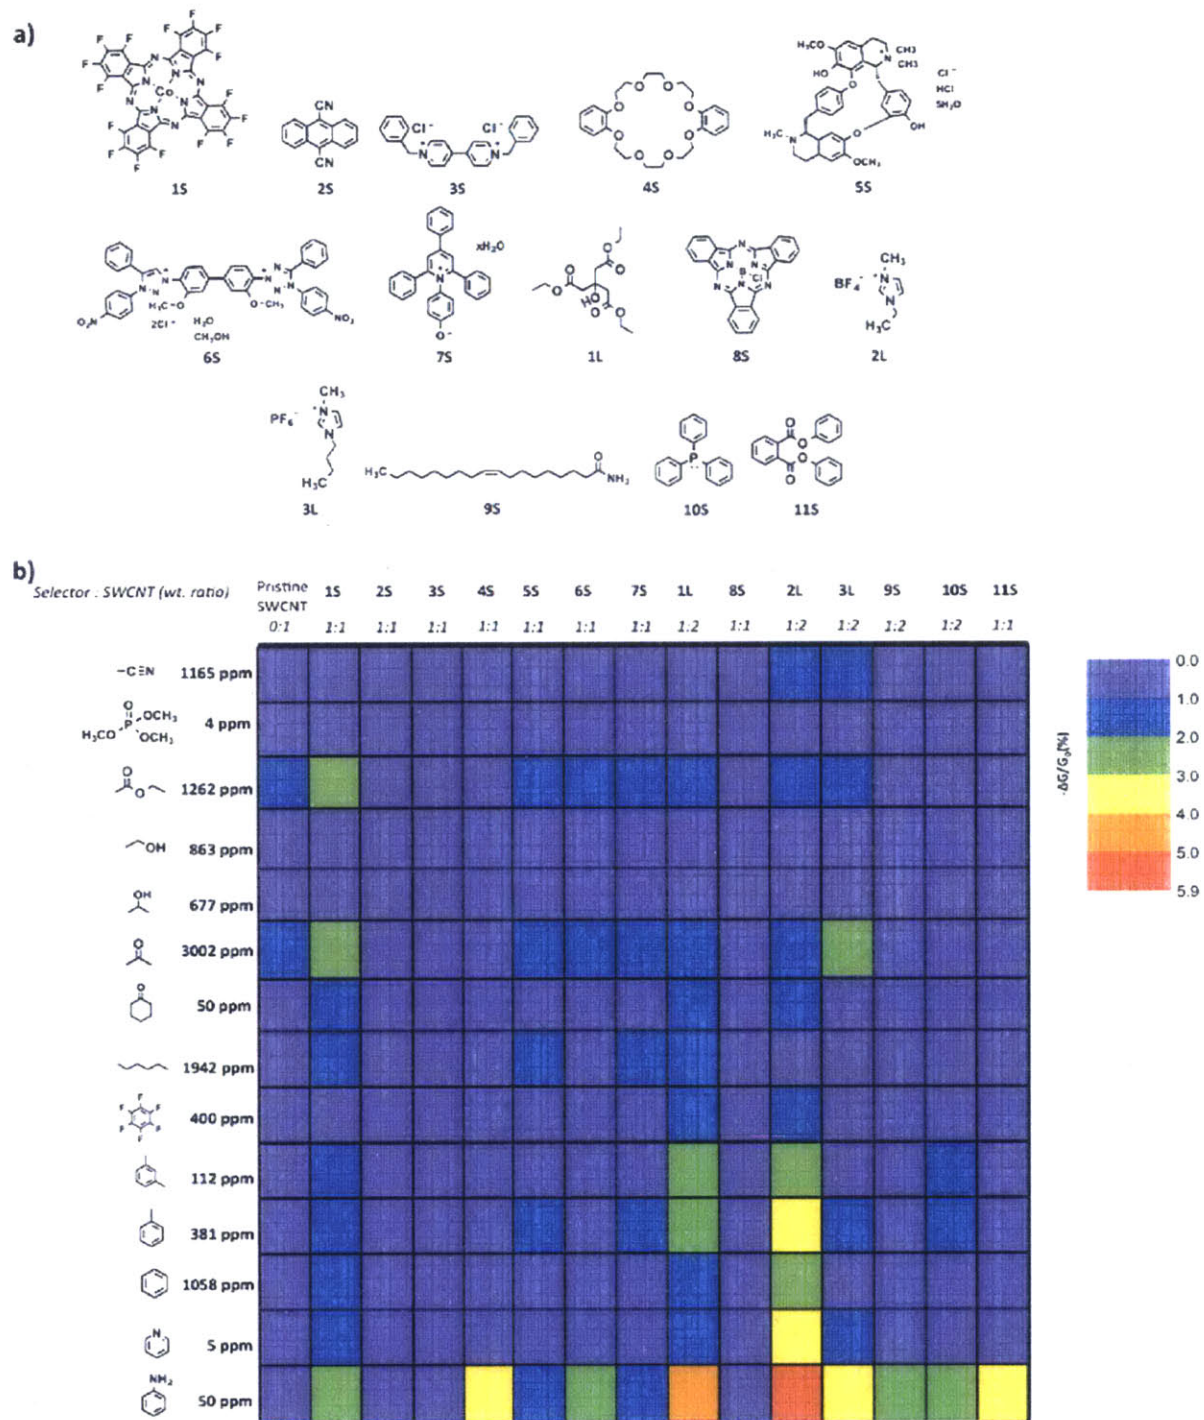 a)
1S
2S
3S
4S
5S
6S
7S
1L
8S
2L
3L
9S
10S
11S
b)
Selector : SWCNT (wt. ratio)
Pristine SWCNT 1S 2S 3S 4S 5S 6S 7S 1L 8S 2L 3L 9S 10S 11S
0:1 1:1 1:1 1:1 1:1 1:1 1:1 1:1 1:2 1:1 1:2 1:2 1:2 1:2 1:1
−C≡N 1165 ppm
4 ppm
1262 ppm
863 ppm
677 ppm
3002 ppm
50 ppm
1942 ppm
400 ppm
112 ppm
381 ppm
1058 ppm
5 ppm
50 ppm
-ΔG/G₀(%)
0.0
1.0
2.0
3.0
4.0
5.0
5.9